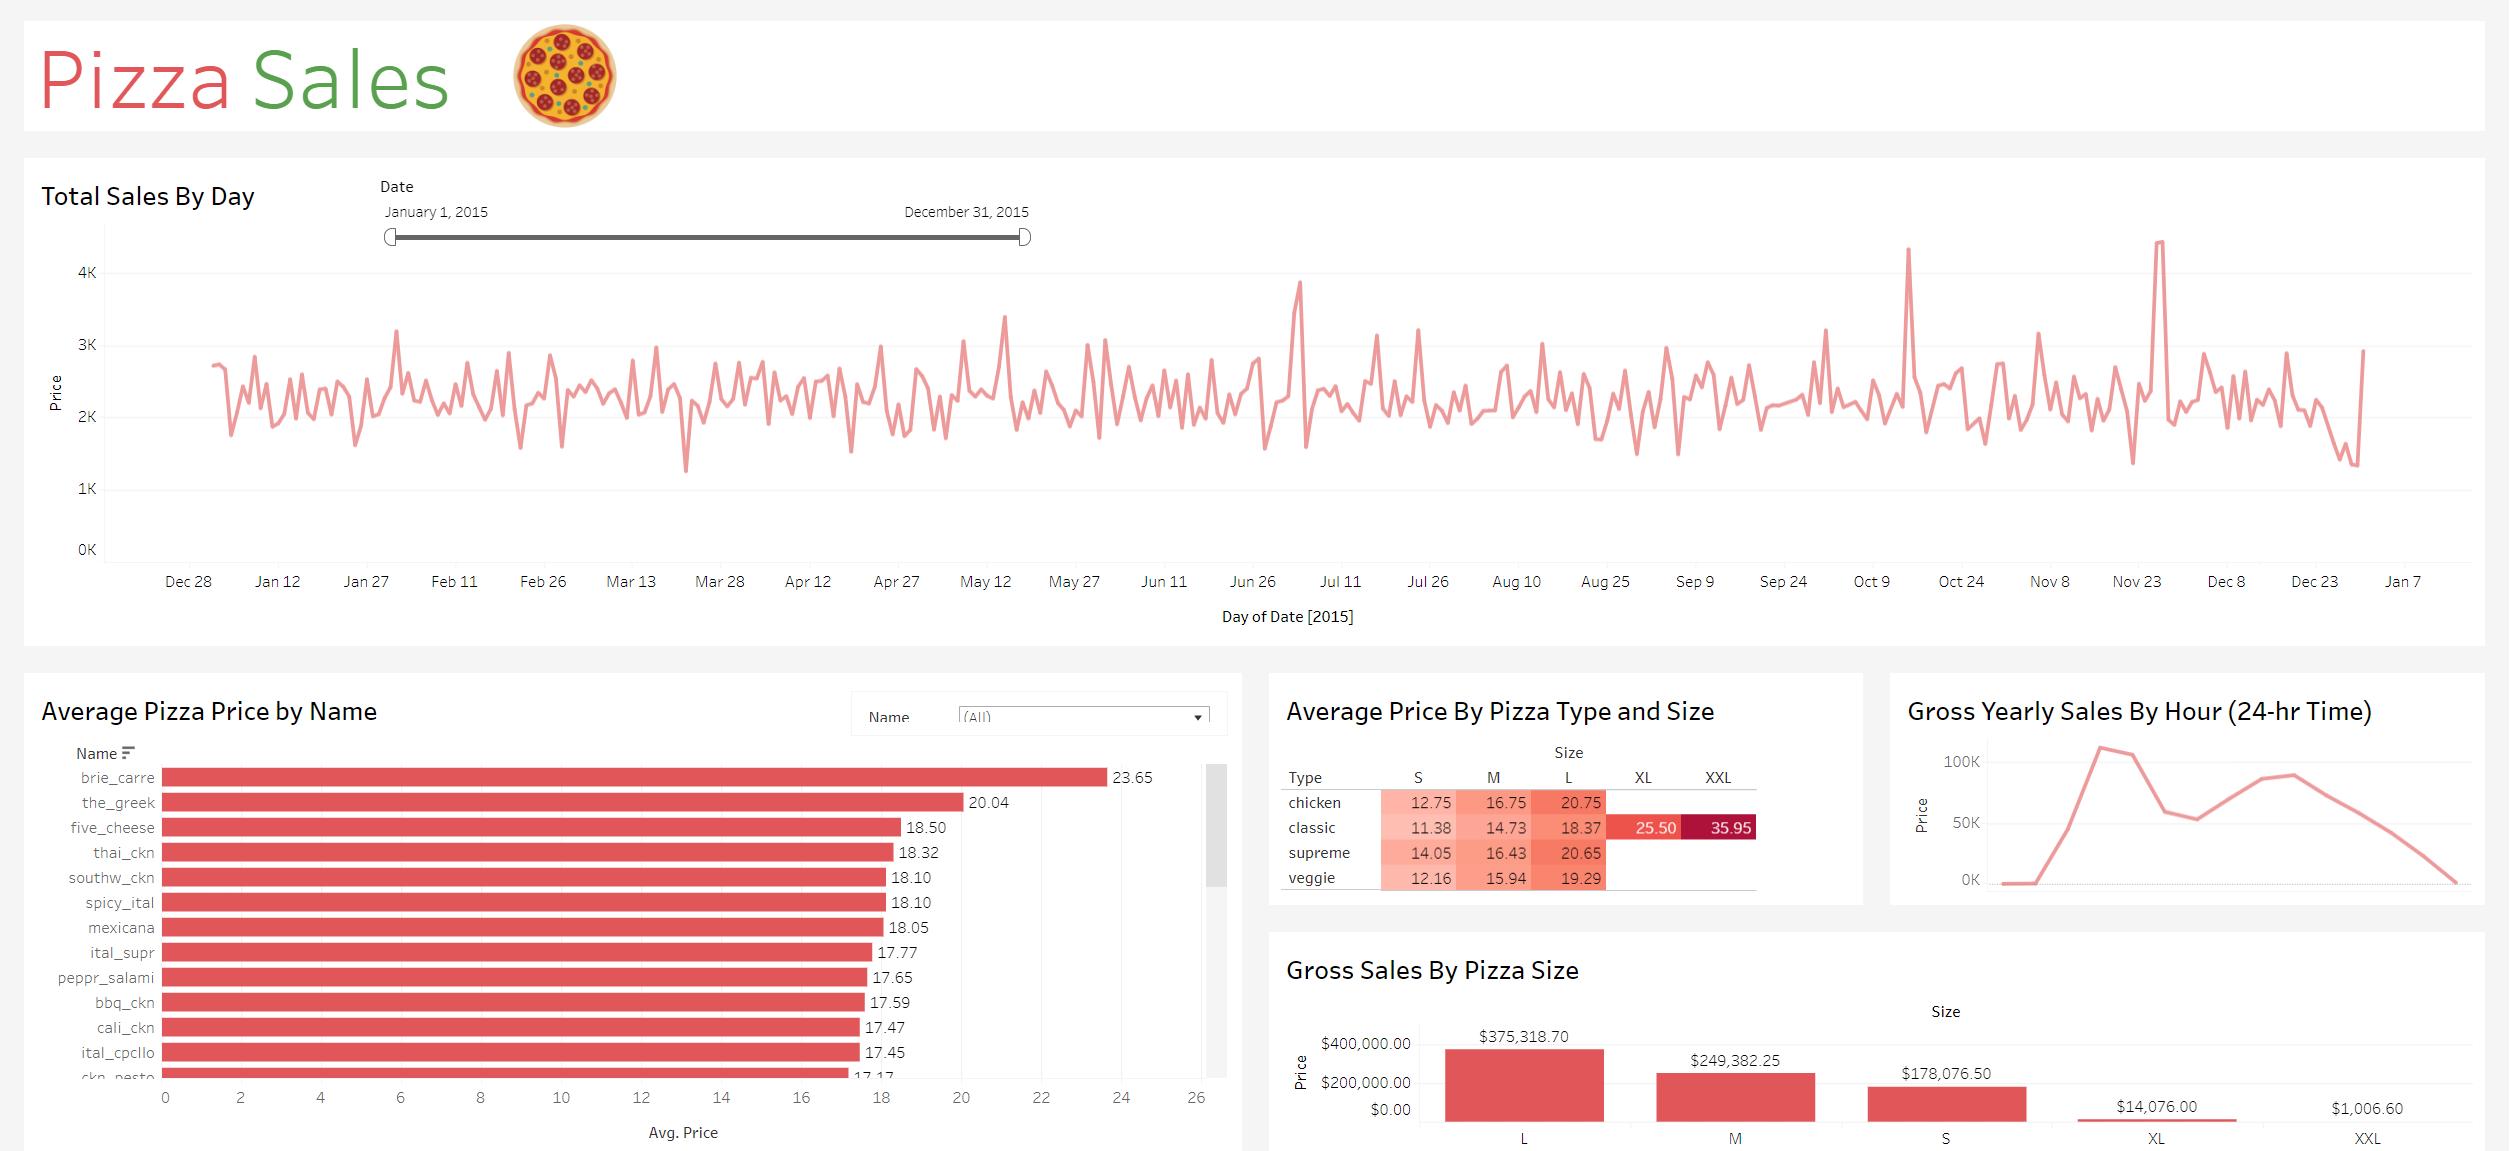 Pizza Sales
Total Sales By Day
Date
January 1, 2015 December 31, 2015
4K
3K
2K
1K
0K
Price
Dec 28 Jan 12 Jan 27 Feb 11 Feb 26 Mar 13 Mar 28 Apr 12 Apr 27 May 12 May 27 Jun 11 Jun 26 Jul 11 Jul 26 Aug 10 Aug 25 Sep 9 Sep 24 Oct 9 Oct 24 Nov 8 Nov 23 Dec 8 Dec 23 Jan 7
Day of Date [2015]
Average Pizza Price by Name
Name (All)
Name
brie_carre 23.65
the_greek 20.04
five_cheese 18.50
thai_ckn 18.32
southw_ckn 18.10
spicy_ital 18.10
mexicana 18.05
ital_supr 17.77
peppr_salami 17.65
bbq_ckn 17.59
cali_ckn 17.47
ital_cpcllo 17.45
ckn_pesto 17.17
0 2 4 6 8 10 12 14 16 18 20 22 24 26
Avg. Price
Average Price By Pizza Type and Size
Size
Type S M L XL XXL
chicken 12.75 16.75 20.75
classic 11.38 14.73 18.37 25.50 35.95
supreme 14.05 16.43 20.65
veggie 12.16 15.94 19.29
Gross Yearly Sales By Hour (24-hr Time)
100K
50K
0K
Price
Gross Sales By Pizza Size
Size
$400,000.00
$200,000.00
$0.00
Price
$375,318.70 $249,382.25 $178,076.50 $14,076.00 $1,006.60
L M S XL XXL